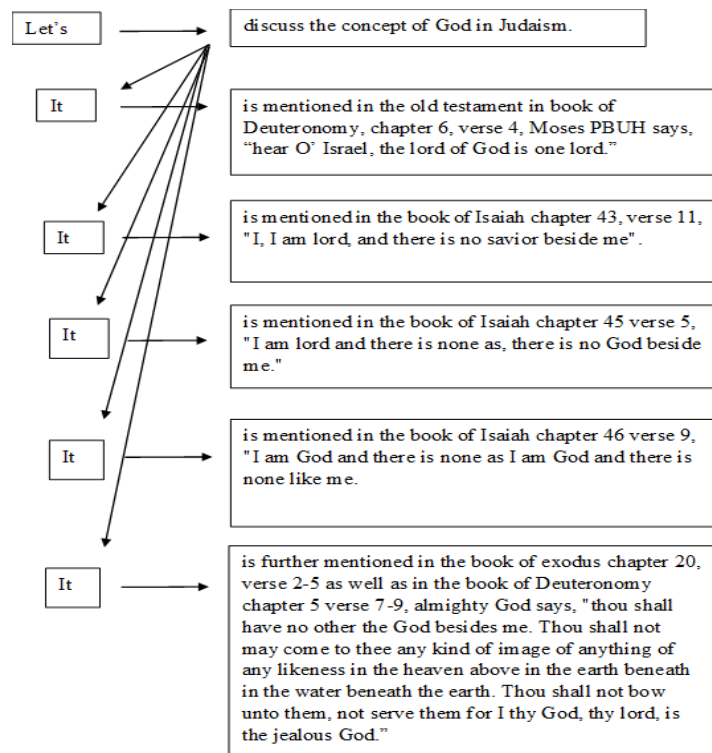 Let's
discuss the concept of God in Judaism.
It
is mentioned in the old testament in book of
Deuteronomy, chapter 6, verse 4, Moses PBUH says,
“hear O’ Israel, the lord of God is one lord.”
It
is mentioned in the book of Isaiah chapter 43, verse 11,
"I, I am lord, and there is no savior beside me".
It
is mentioned in the book of Isaiah chapter 45 verse 5,
"I am lord and there is none as, there is no God beside
me."
It
is mentioned in the book of Isaiah chapter 46 verse 9,
"I am God and there is none as I am God and there is
none like me.
It
is further mentioned in the book of exodus chapter 20,
verse 2-5 as well as in the book of Deuteronomy
chapter 5 verse 7-9, almighty God says, "thou shall
have no other the God besides me. Thou shall not
may come to thee any kind of image of anything of
any likeness in the heaven above in the earth beneath
in the water beneath the earth. Thou shall not bow
unto them, not serve them for I thy God, thy lord, is
the jealous God.”